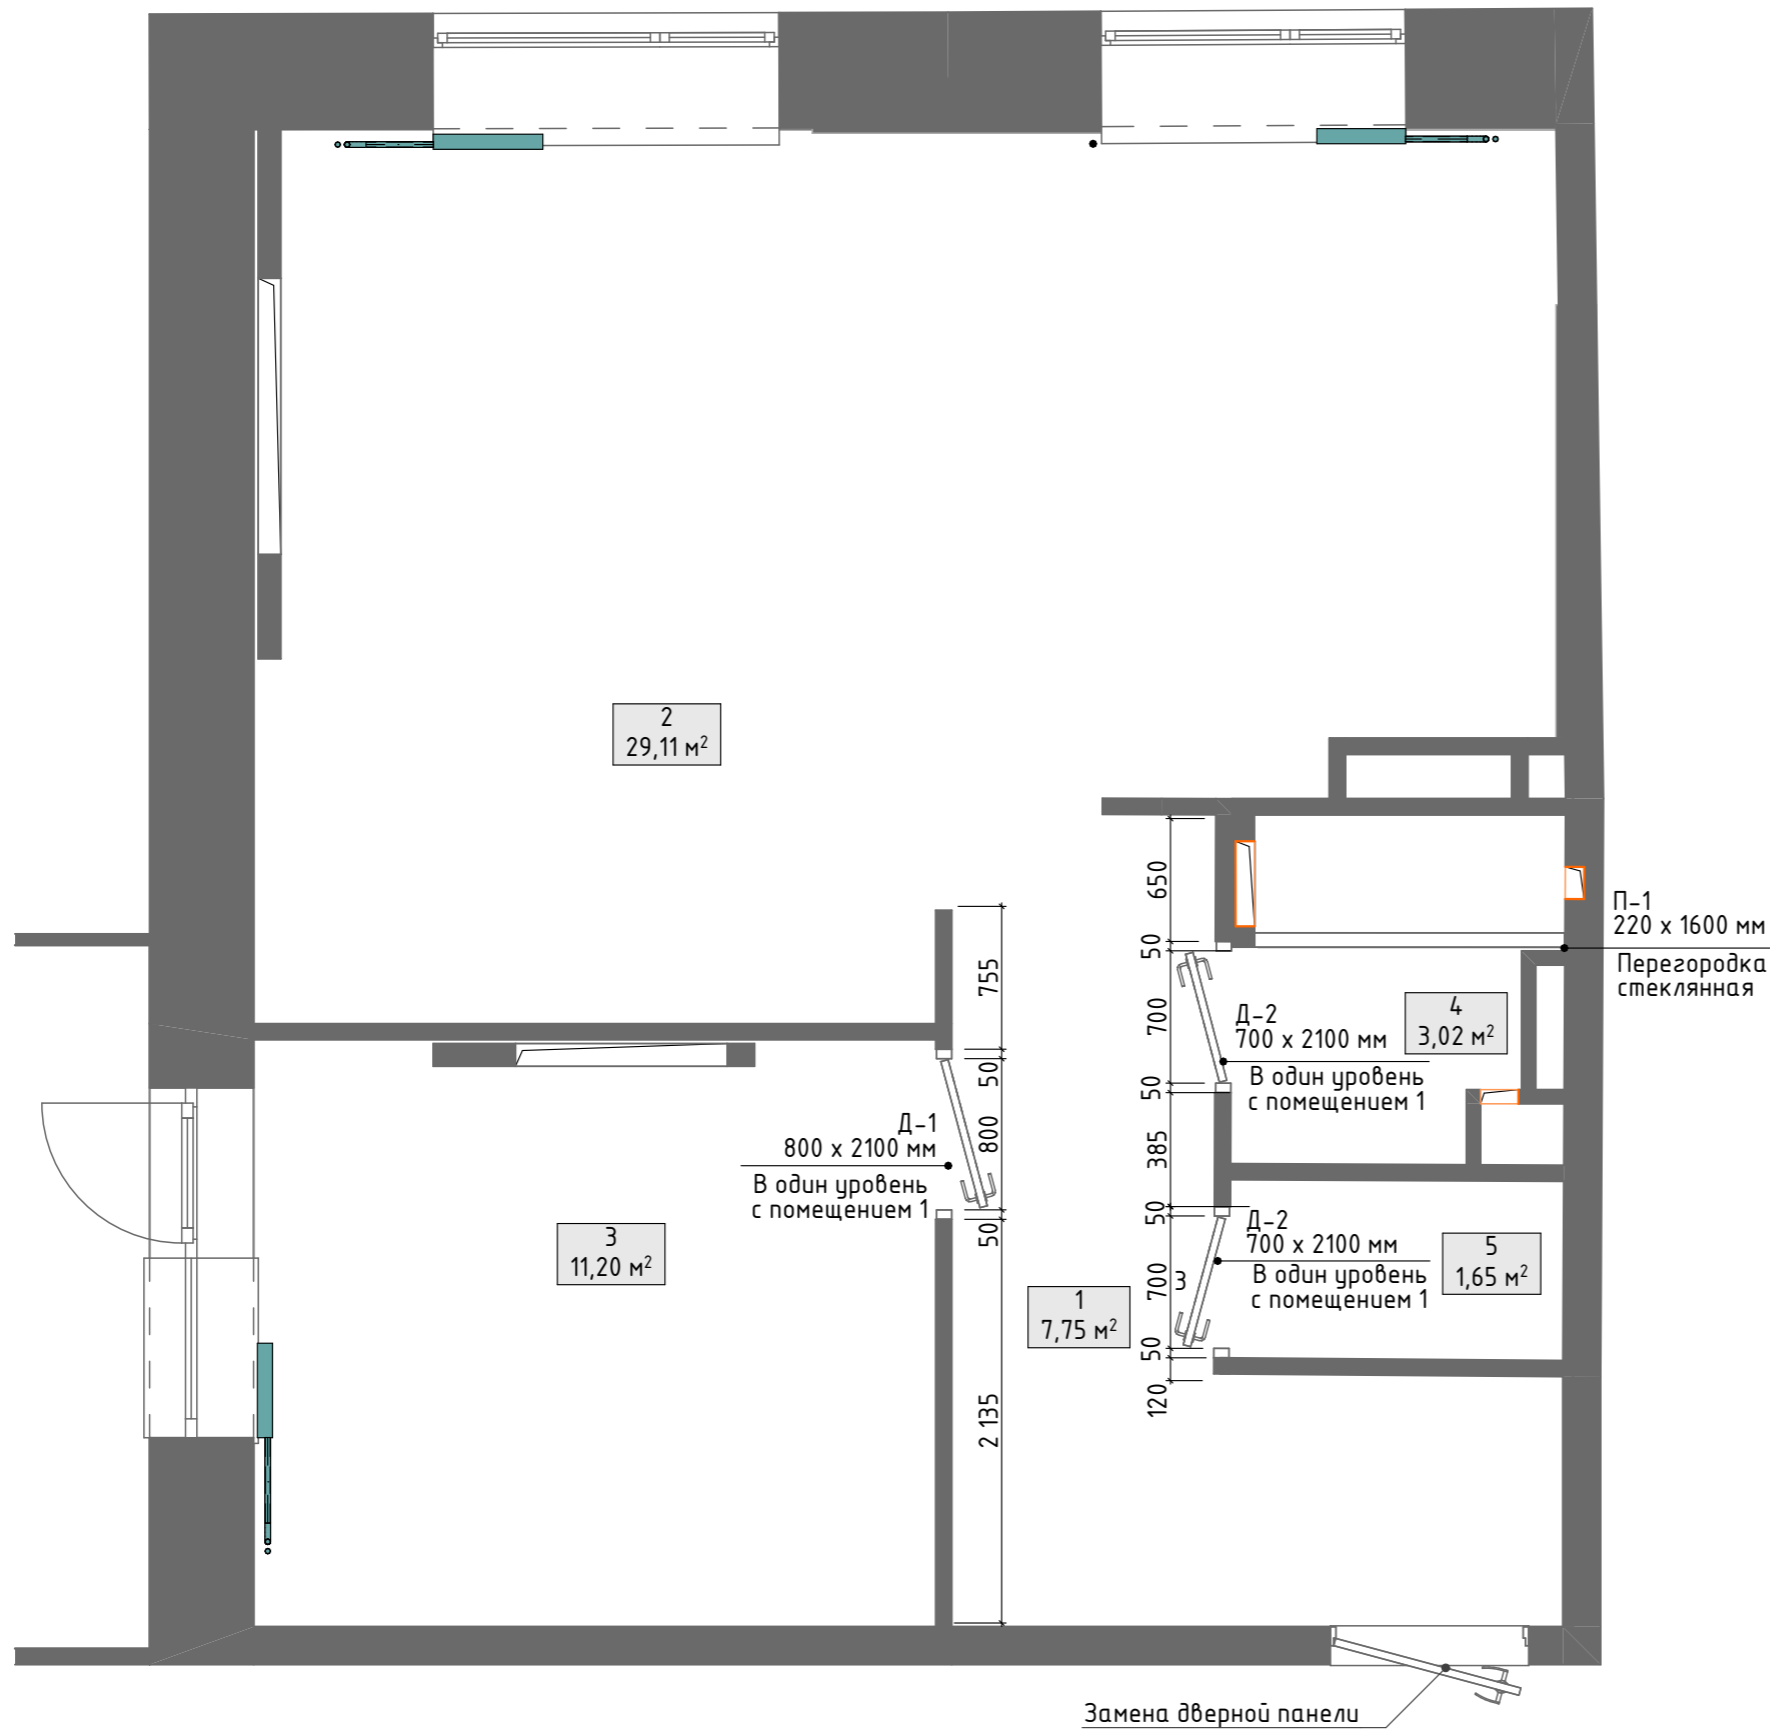 2
29,11 м²
650
50
700
50
385
50
700
50
120
З
755
50
800
50
2 135
П-1
220 x 1600 мм
Перегородка
стеклянная
4
3,02 м²
Д-2
700 x 2100 мм
В один уровень
с помещением 1
Д-1
800 x 2100 мм
В один уровень
с помещением 1
3
11,20 м²
Д-2
700 x 2100 мм
В один уровень
с помещением 1
5
1,65 м²
1
7,75 м²
Замена дверной панели